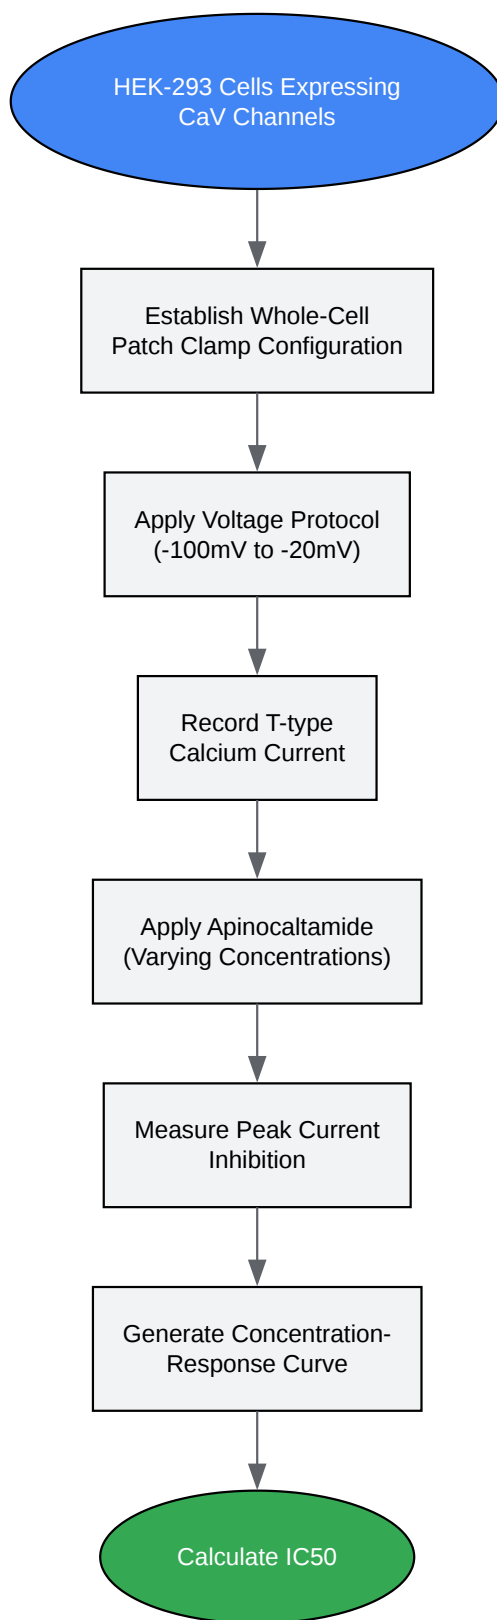 HEK-293 Cells Expressing
CaV Channels
Establish Whole-Cell
Patch Clamp Configuration
Apply Voltage Protocol
(-100mV to -20mV)
Record T-type
Calcium Current
Apply Apinocaltamide
(Varying Concentrations)
Measure Peak Current
Inhibition
Generate Concentration-
Response Curve
Calculate IC50